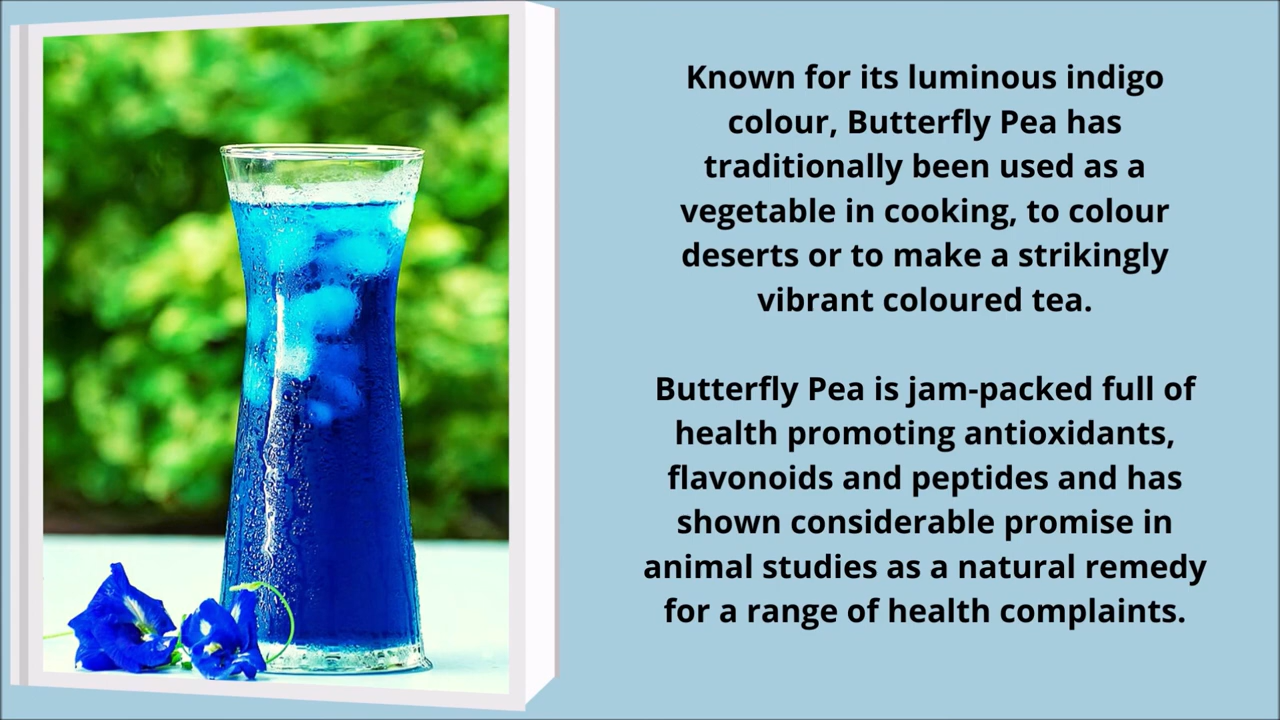 Known for its luminous indigo
colour, Butterfly Pea has
traditionally been used as a
vegetable in cooking, to colour
deserts or to make a strikingly
vibrant coloured tea.
Butterfly Pea is jam-packed full of
health promoting antioxidants,
flavonoids and peptides and has
shown considerable promise in
animal studies as a natural remedy
for a range of health complaints.